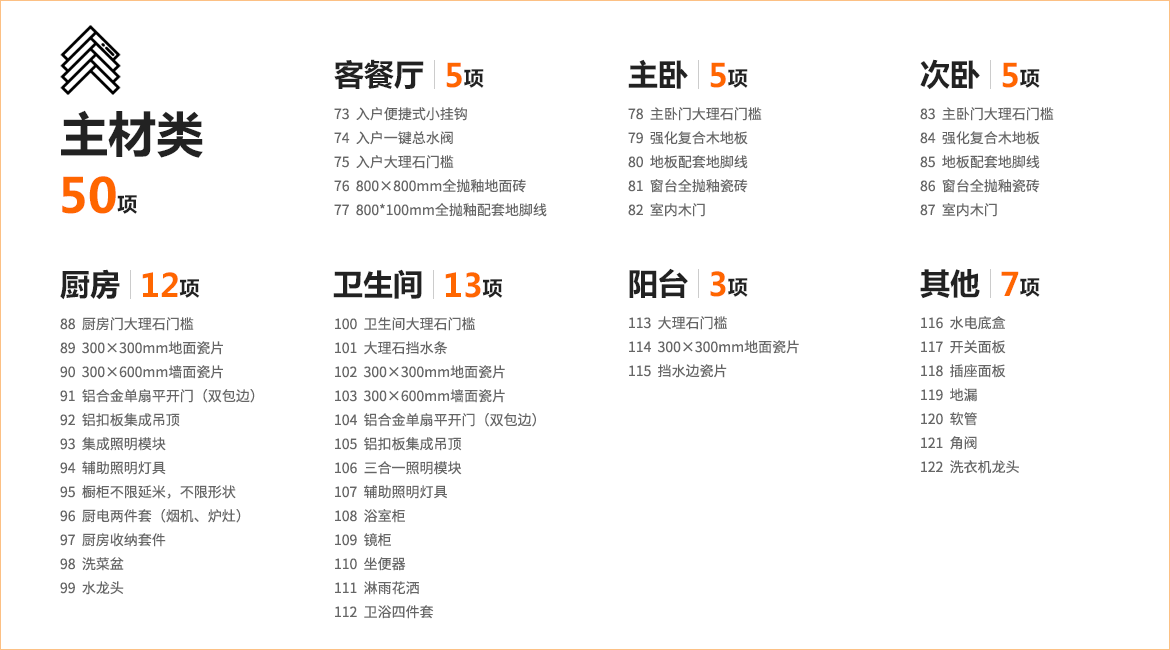 主材类
50项
客餐厅 5项
73 入户便捷式小挂钩
74 入户一键总水阀
75 入户大理石门槛
76 800×800mm全抛釉地面砖
77 800*100mm全抛釉配套地脚线
主卧 5项
78 主卧门大理石门槛
79 强化复合木地板
80 地板配套地脚线
81 窗台全抛釉瓷砖
82 室内木门
次卧 5项
83 主卧门大理石门槛
84 强化复合木地板
85 地板配套地脚线
86 窗台全抛釉瓷砖
87 室内木门
厨房 12项
88 厨房门大理石门槛
89 300×300mm地面瓷片
90 300×600mm墙面瓷片
91 铝合金单扇平开门（双包边）
92 铝扣板集成吊顶
93 集成照明模块
94 辅助照明灯具
95 橱柜不限延米，不限形状
96 厨电两件套（烟机、炉灶）
97 厨房收纳套件
98 洗菜盆
99 水龙头
卫生间 13项
100 卫生间大理石门槛
101 大理石挡水条
102 300×300mm地面瓷片
103 300×600mm墙面瓷片
104 铝合金单扇平开门（双包边）
105 铝扣板集成吊顶
106 三合一照明模块
107 辅助照明灯具
108 浴室柜
109 镜柜
110 坐便器
111 淋雨花洒
112 卫浴四件套
阳台 3项
113 大理石门槛
114 300×300mm地面瓷片
115 挡水边瓷片
其他 7项
116 水电底盒
117 开关面板
118 插座面板
119 地漏
120 软管
121 角阀
122 洗衣机龙头